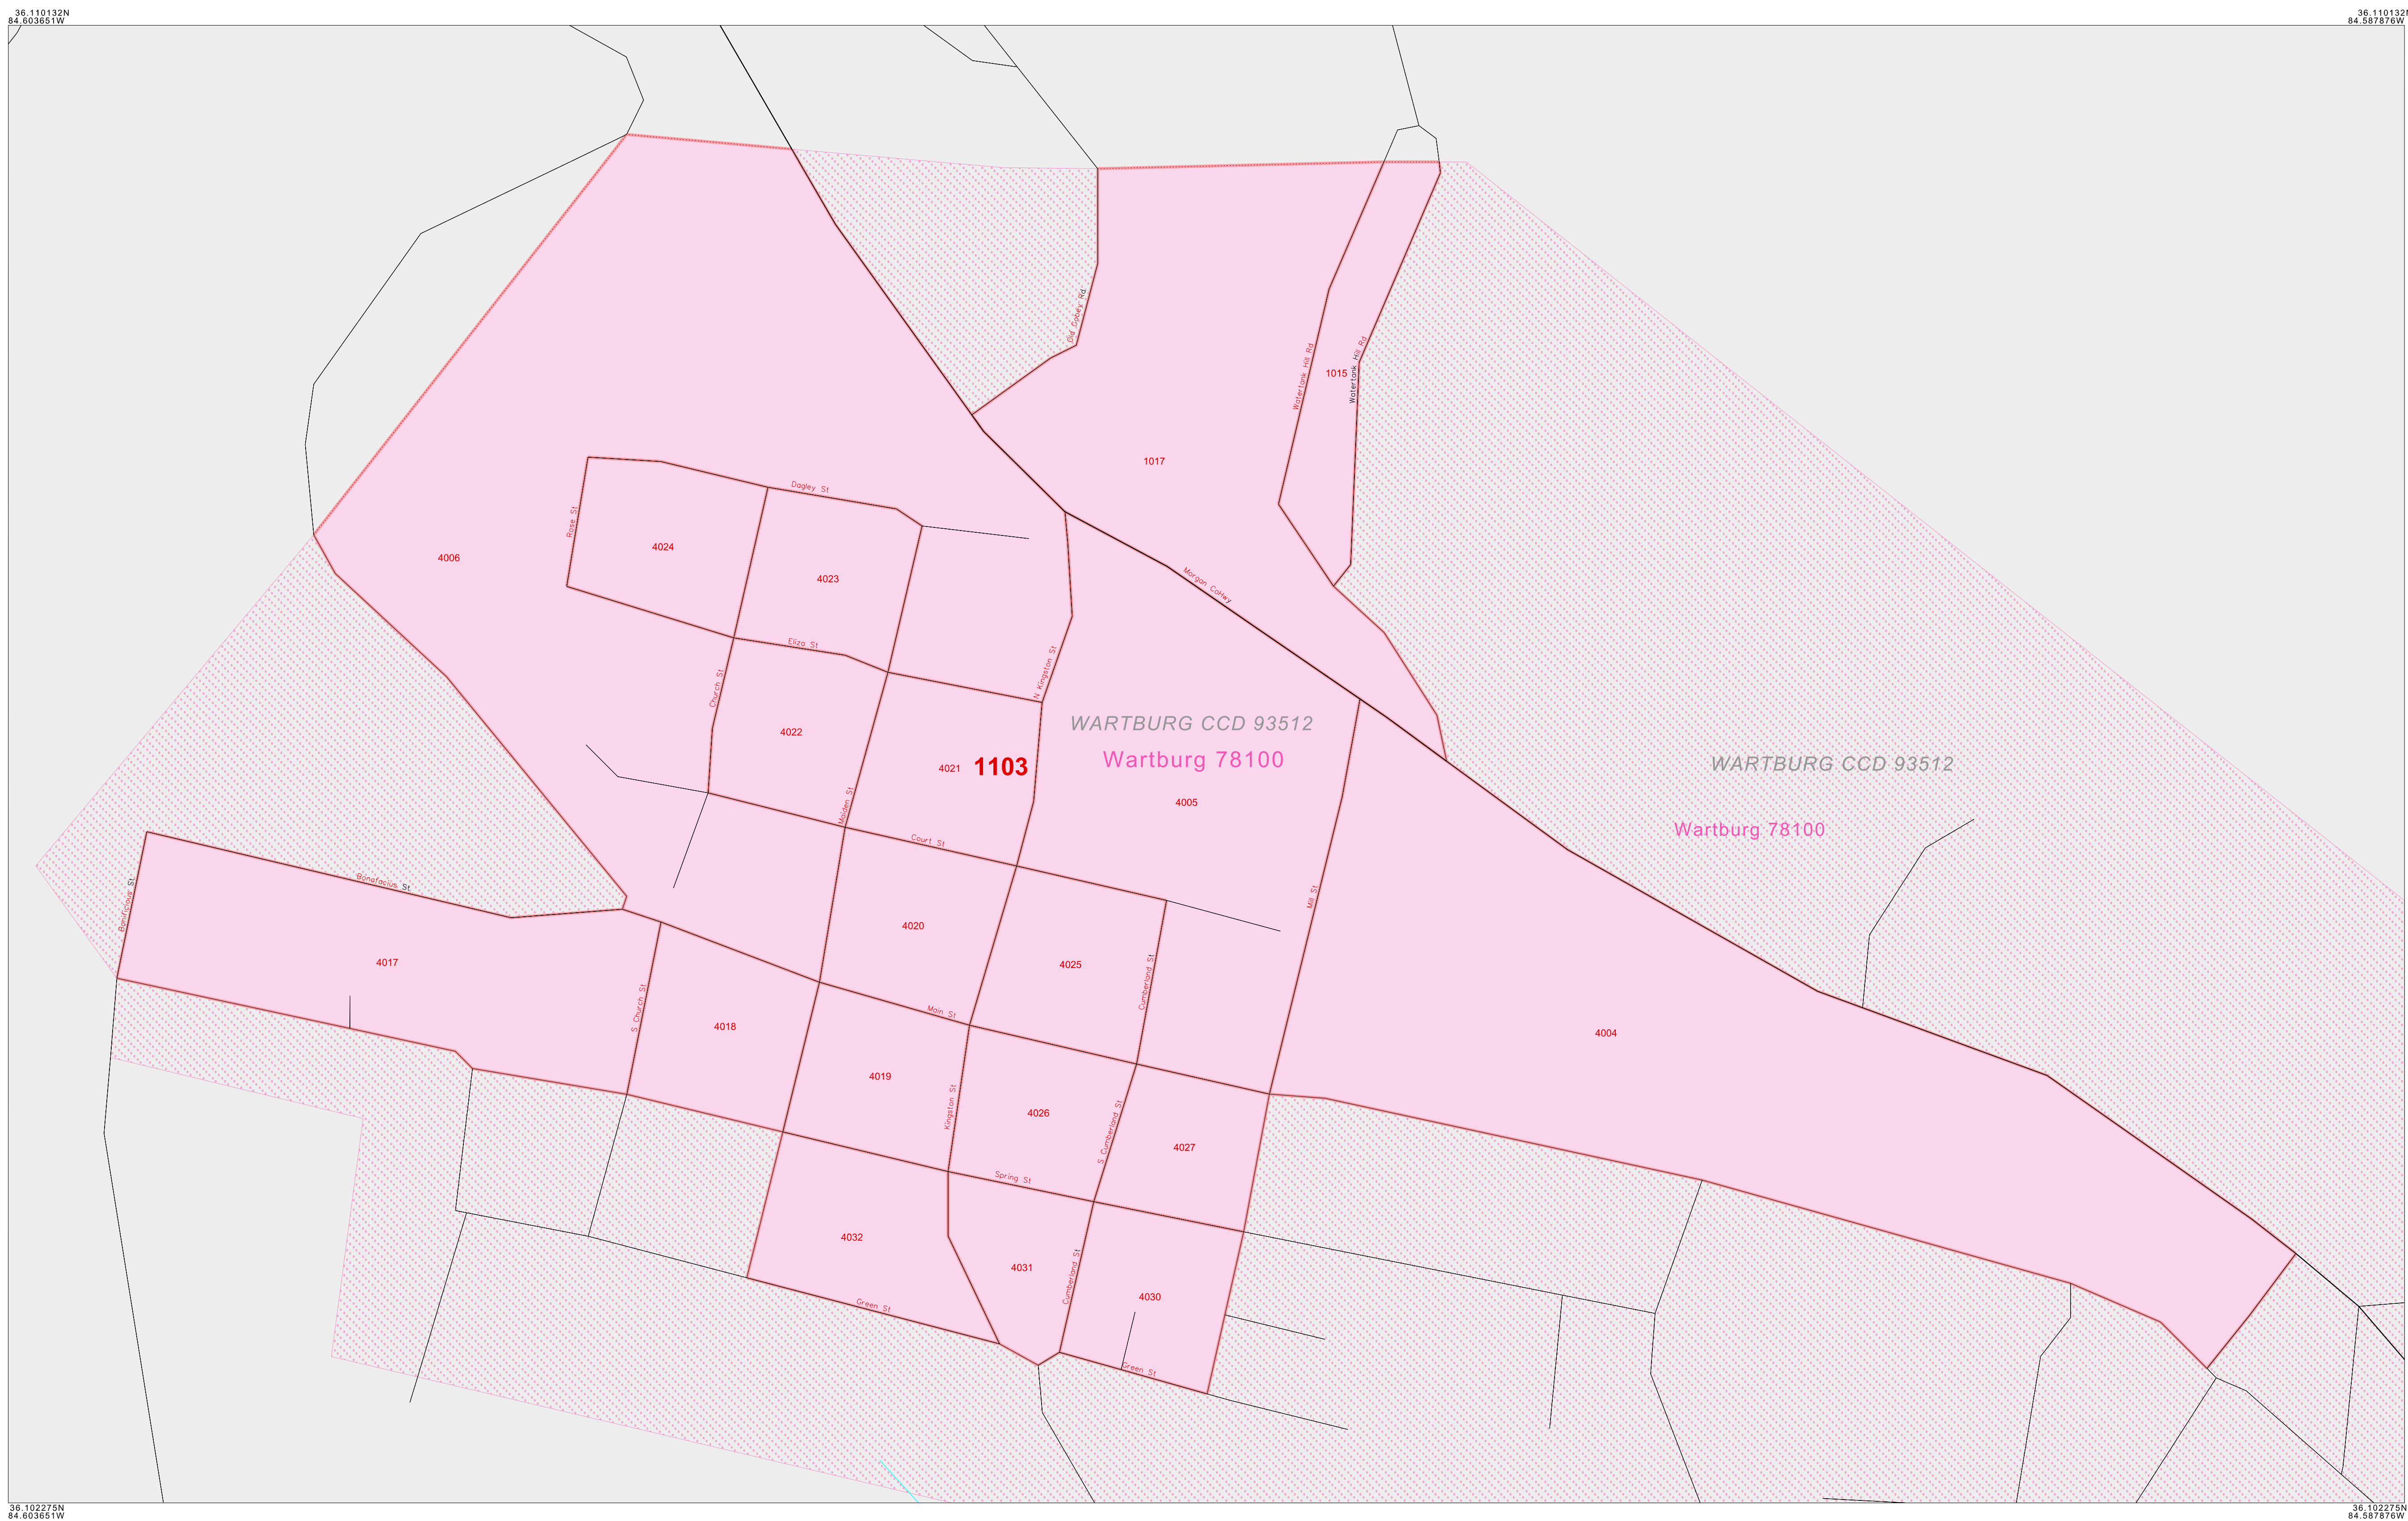 36.110132N
84.603651W
36.110132N
84.587876W
Old Gobey Rd
Watertank Hill Rd
1015
Watertank Hill Rd
1017
Dagley St
Rose St
4024
4006
4023
Morgan CoHwy
Eliza St
N Kingston St
Church St
WARTBURG CCD 93512
4022
Wartburg 78100
4021
1103
WARTBURG CCD 93512
4005
Maiden St
Wartburg 78100
Court St
Bonafacius St
Bonificious St
Mill St
4020
4017
4025
Cumberland St
S Church St
Main St
4018
4004
4019
Kingston St
4026
S Cumberland St
4027
Spring St
4032
4031
Cumberland St
4030
Green St
Green St
36.102275N
84.603651W
36.102275N
84.587876W